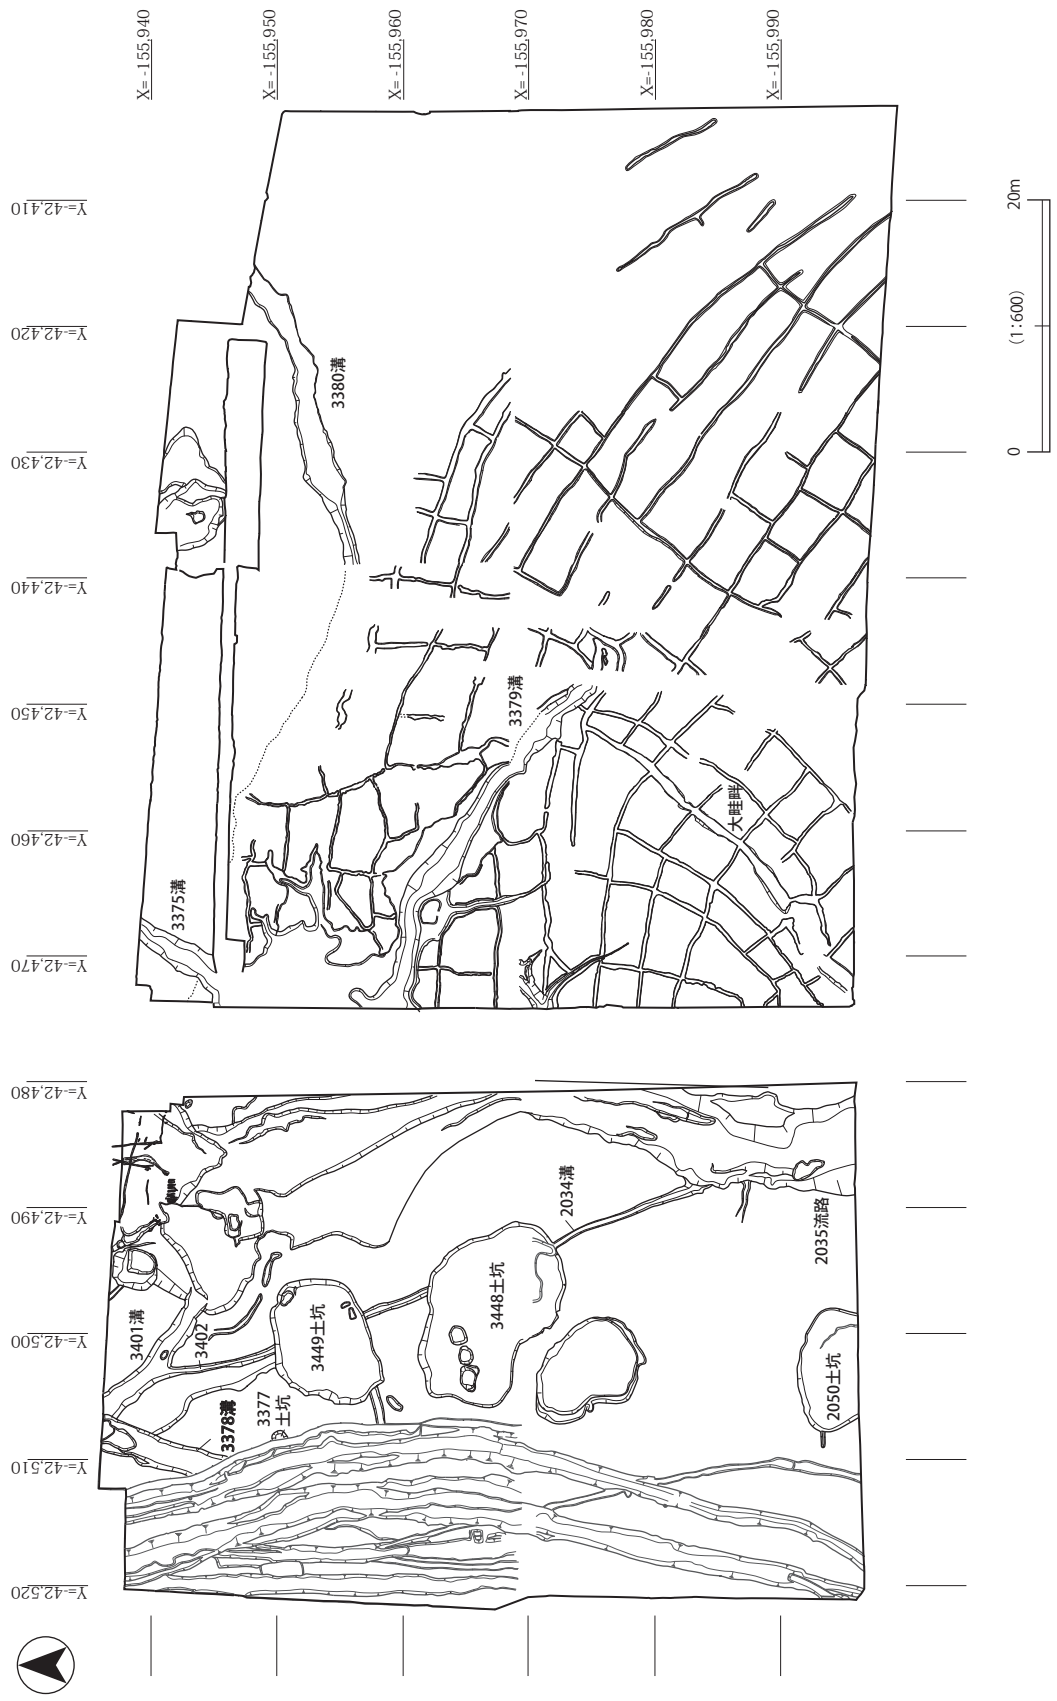 X= -155,940
X= -155,950
X= -155,960
X= -155,970
X= -155,980
X= -155,990
Y=-42,410
Y=-42,420
Y=-42,430
Y=-42,440
Y=-42,450
Y=-42,460
Y=-42,470
Y=-42,480
Y=-42,490
Y=-42,500
Y=-42,510
Y=-42,520
20m
(1:600)
0
3380溝
3379溝
大畦畔
3375溝
2034溝
2035流路
3448土坑
3401溝
3402
3449土坑
2050土坑
3378溝
3377
土坑